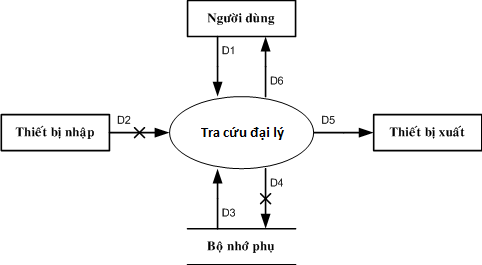 Người dùng
D1
D6
Thiết bị nhập
D2
Tra cứu đại lý
D5
Thiết bị xuất
D4
D3
Bộ nhớ phụ